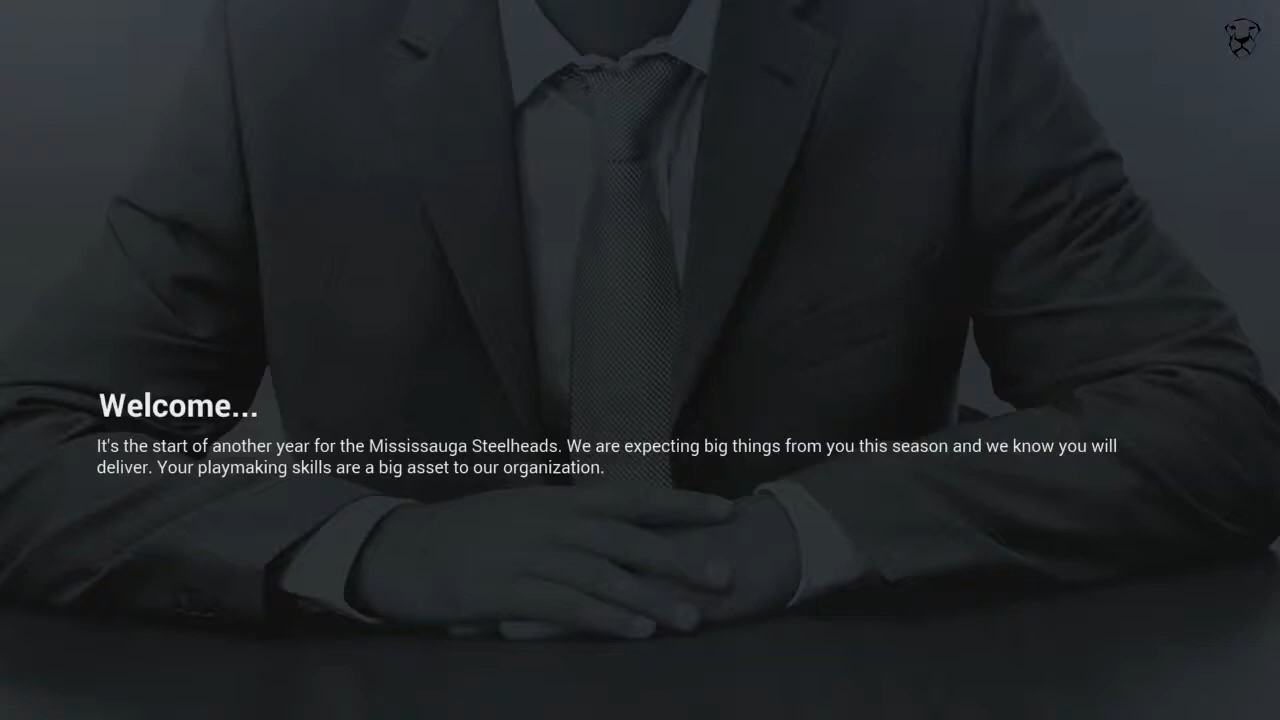 Welcome...
It's the start of another year for the Mississauga Steelheads. We are expecting big things from you this season and we know you will
deliver. Your playmaking skills are a big asset to our organization.